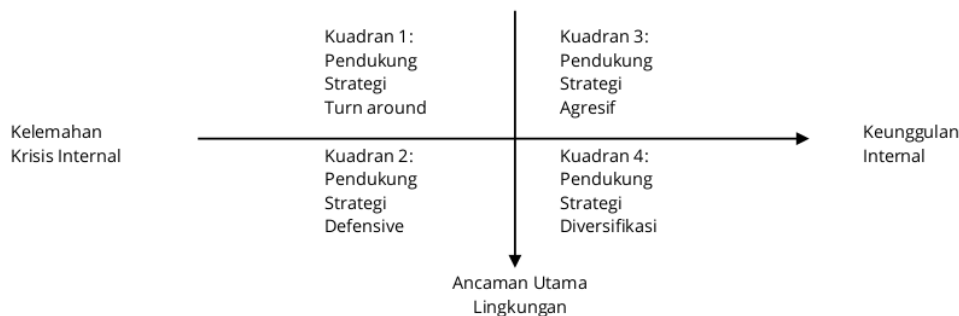 Kuadran 1:
Pendukung
Strategi
Turn around
Kuadran 3:
Pendukung
Strategi
Agresif
Kelemahan
Krisis Internal
Keunggulan
Internal
Kuadran 2:
Pendukung
Strategi
Defensive
Kuadran 4:
Pendukung
Strategi
Diversifikasi
Ancaman Utama
Lingkungan